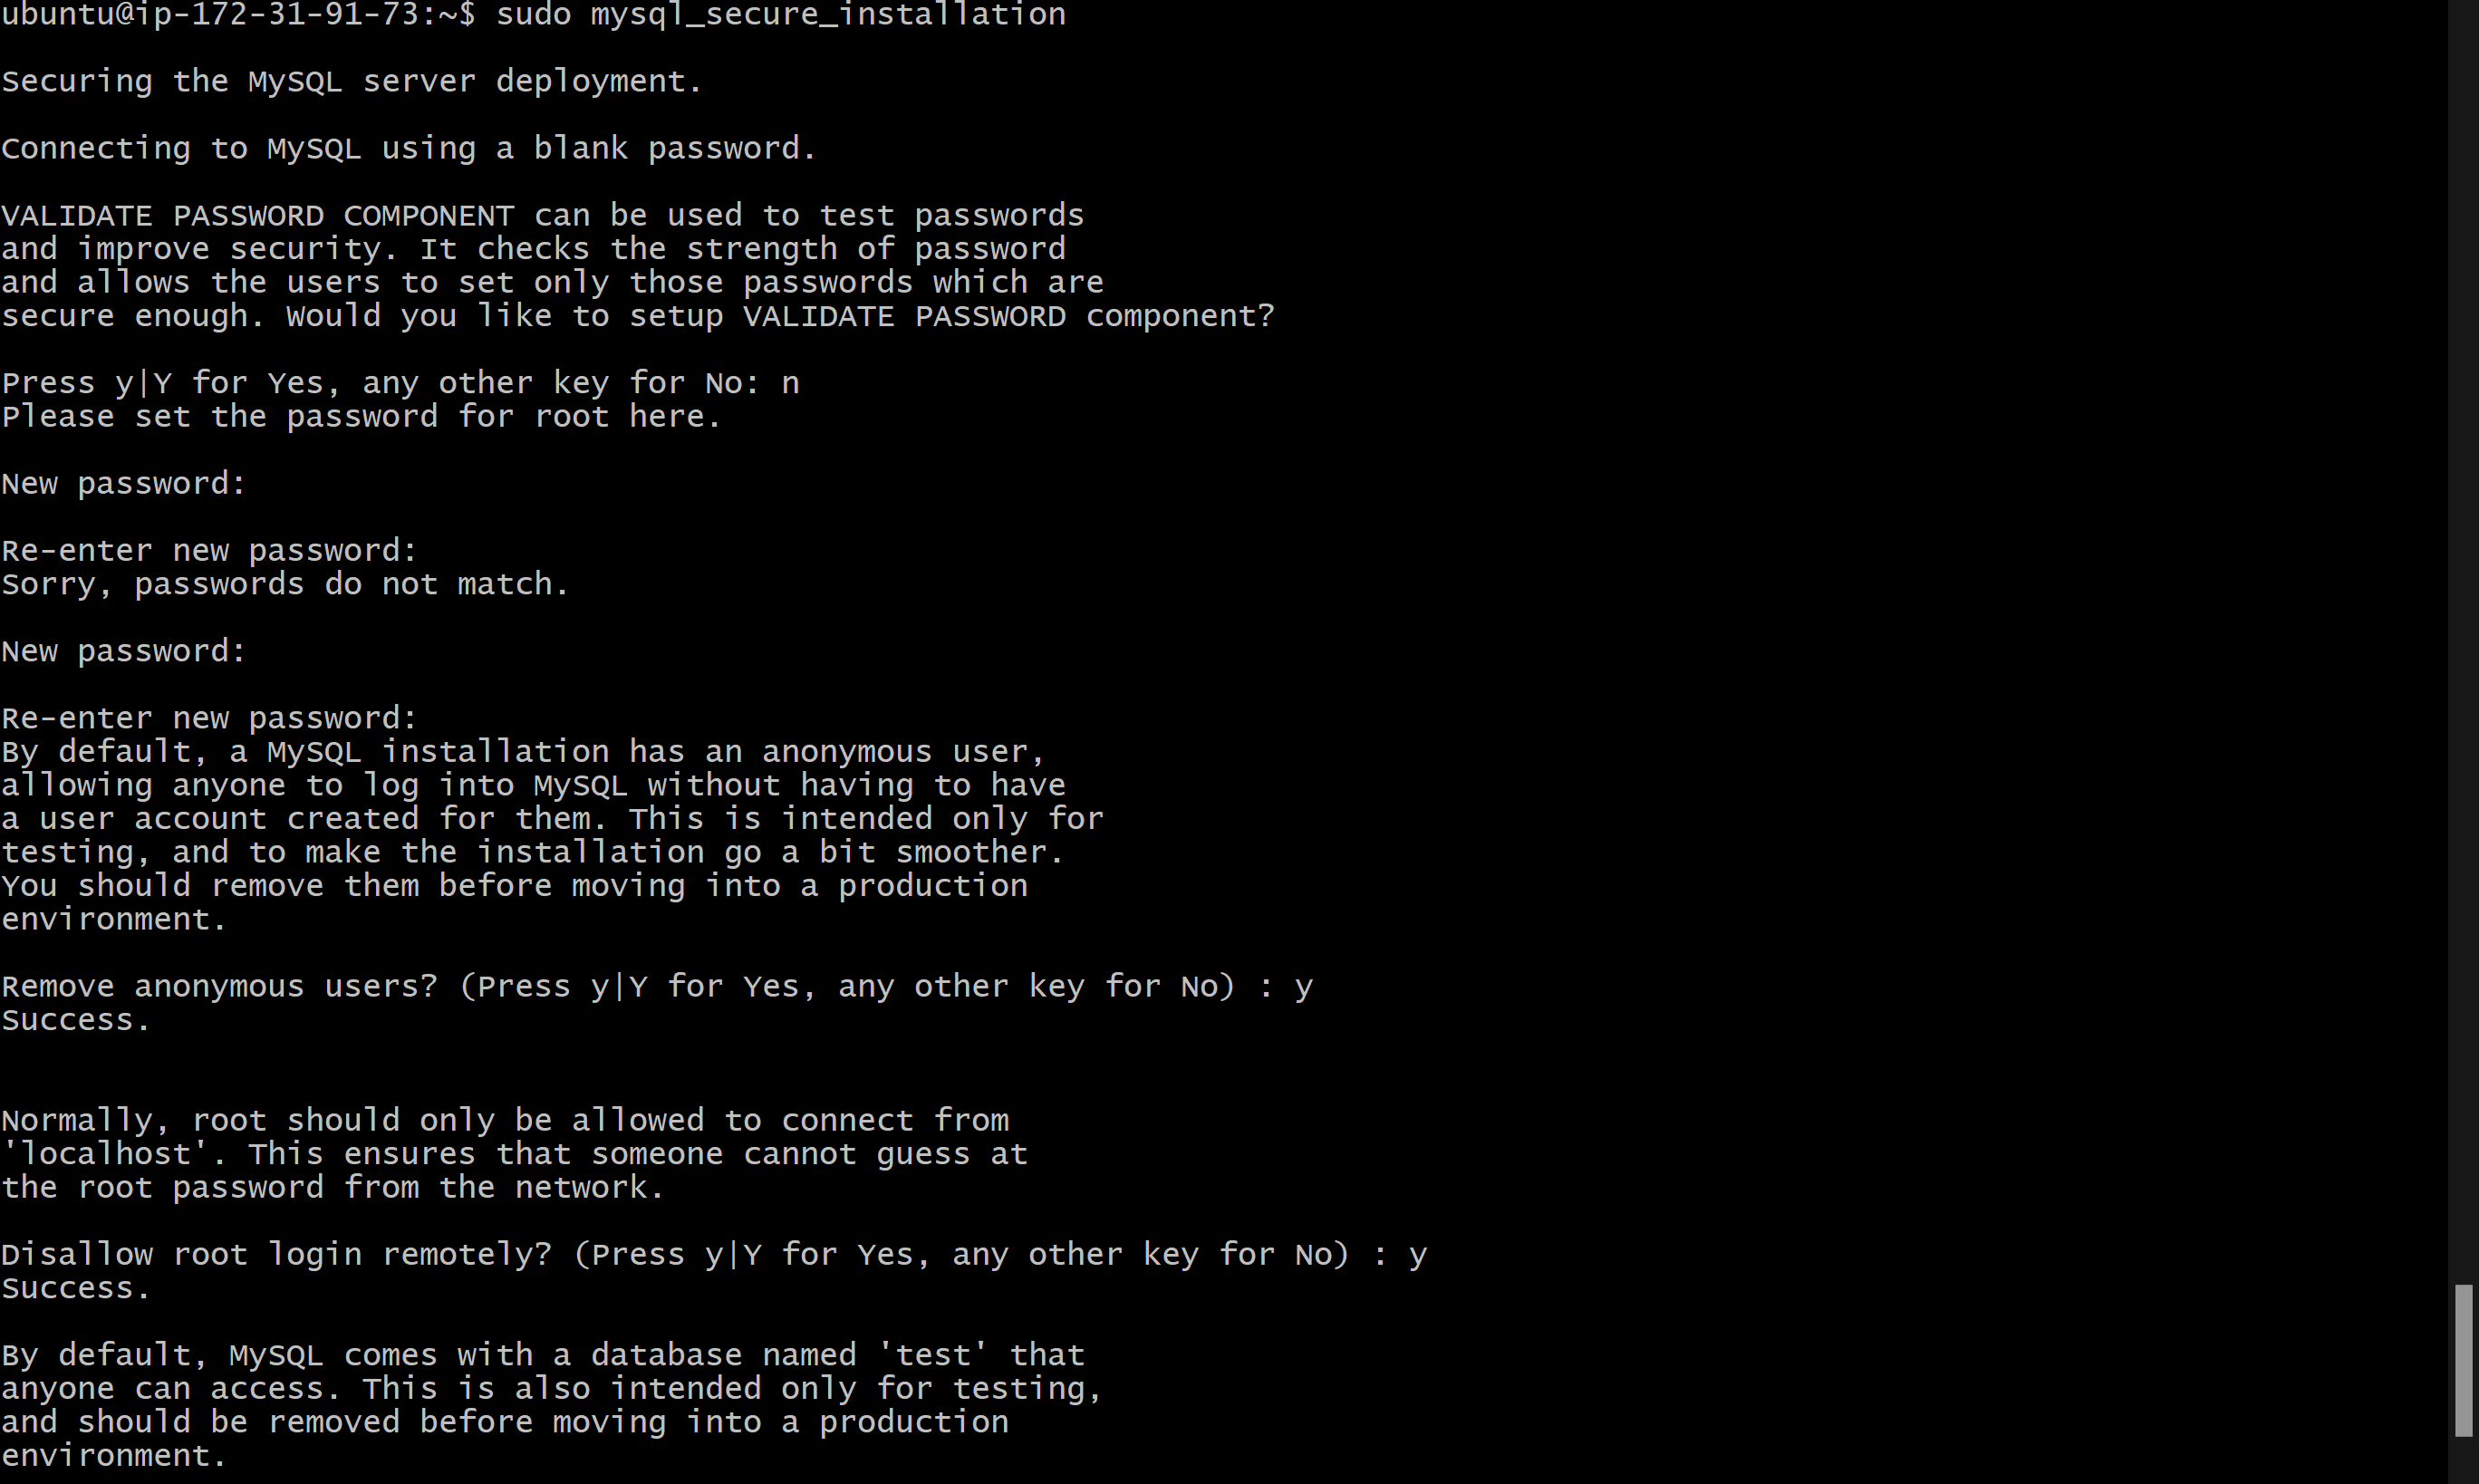 ubuntu@ip-172-31-91-73:~$ sudo mysql_secure_installation
Securing the MySQL server deployment.
Connecting to MySQL using a blank password.
VALIDATE PASSWORD COMPONENT can be used to test passwords
and improve security. It checks the strength of password
and allows the users to set only those passwords which are
secure enough. Would you like to setup VALIDATE PASSWORD component?
Press y|Y for Yes, any other key for No: n
Please set the password for root here.
New password:
Re-enter new password:
Sorry, passwords do not match.
New password:
Re-enter new password:
By default, a MySQL installation has an anonymous user,
allowing anyone to log into MySQL without having to have
a user account created for them. This is intended only for
testing, and to make the installation go a bit smoother.
You should remove them before moving into a production
environment.
Remove anonymous users? (Press y|Y for Yes, any other key for No) : y
Success.
Normally, root should only be allowed to connect from
'localhost'. This ensures that someone cannot guess at
the root password from the network.
Disallow root login remotely? (Press y|Y for Yes, any other key for No) : y
Success.
By default, MySQL comes with a database named 'test' that
anyone can access. This is also intended only for testing,
and should be removed before moving into a production
environment.